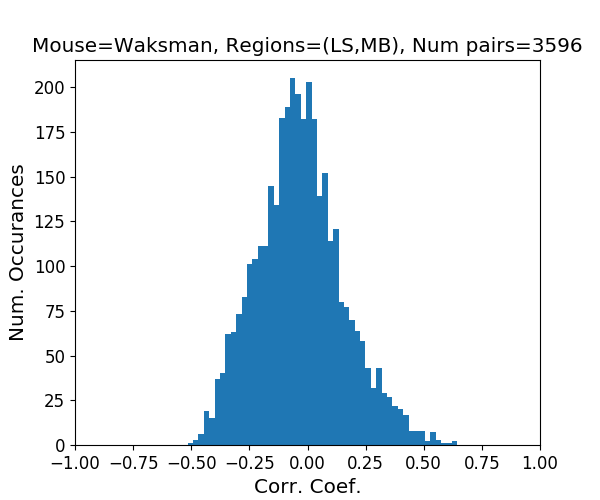 Mouse=Waksman, Regions=(LS,MB), Num pairs=3596
200
175
150
125
100
75
50
25
0
Num. Occurances
−1.00 −0.75 −0.50 −0.25 0.00 0.25 0.50 0.75 1.00
Corr. Coef.